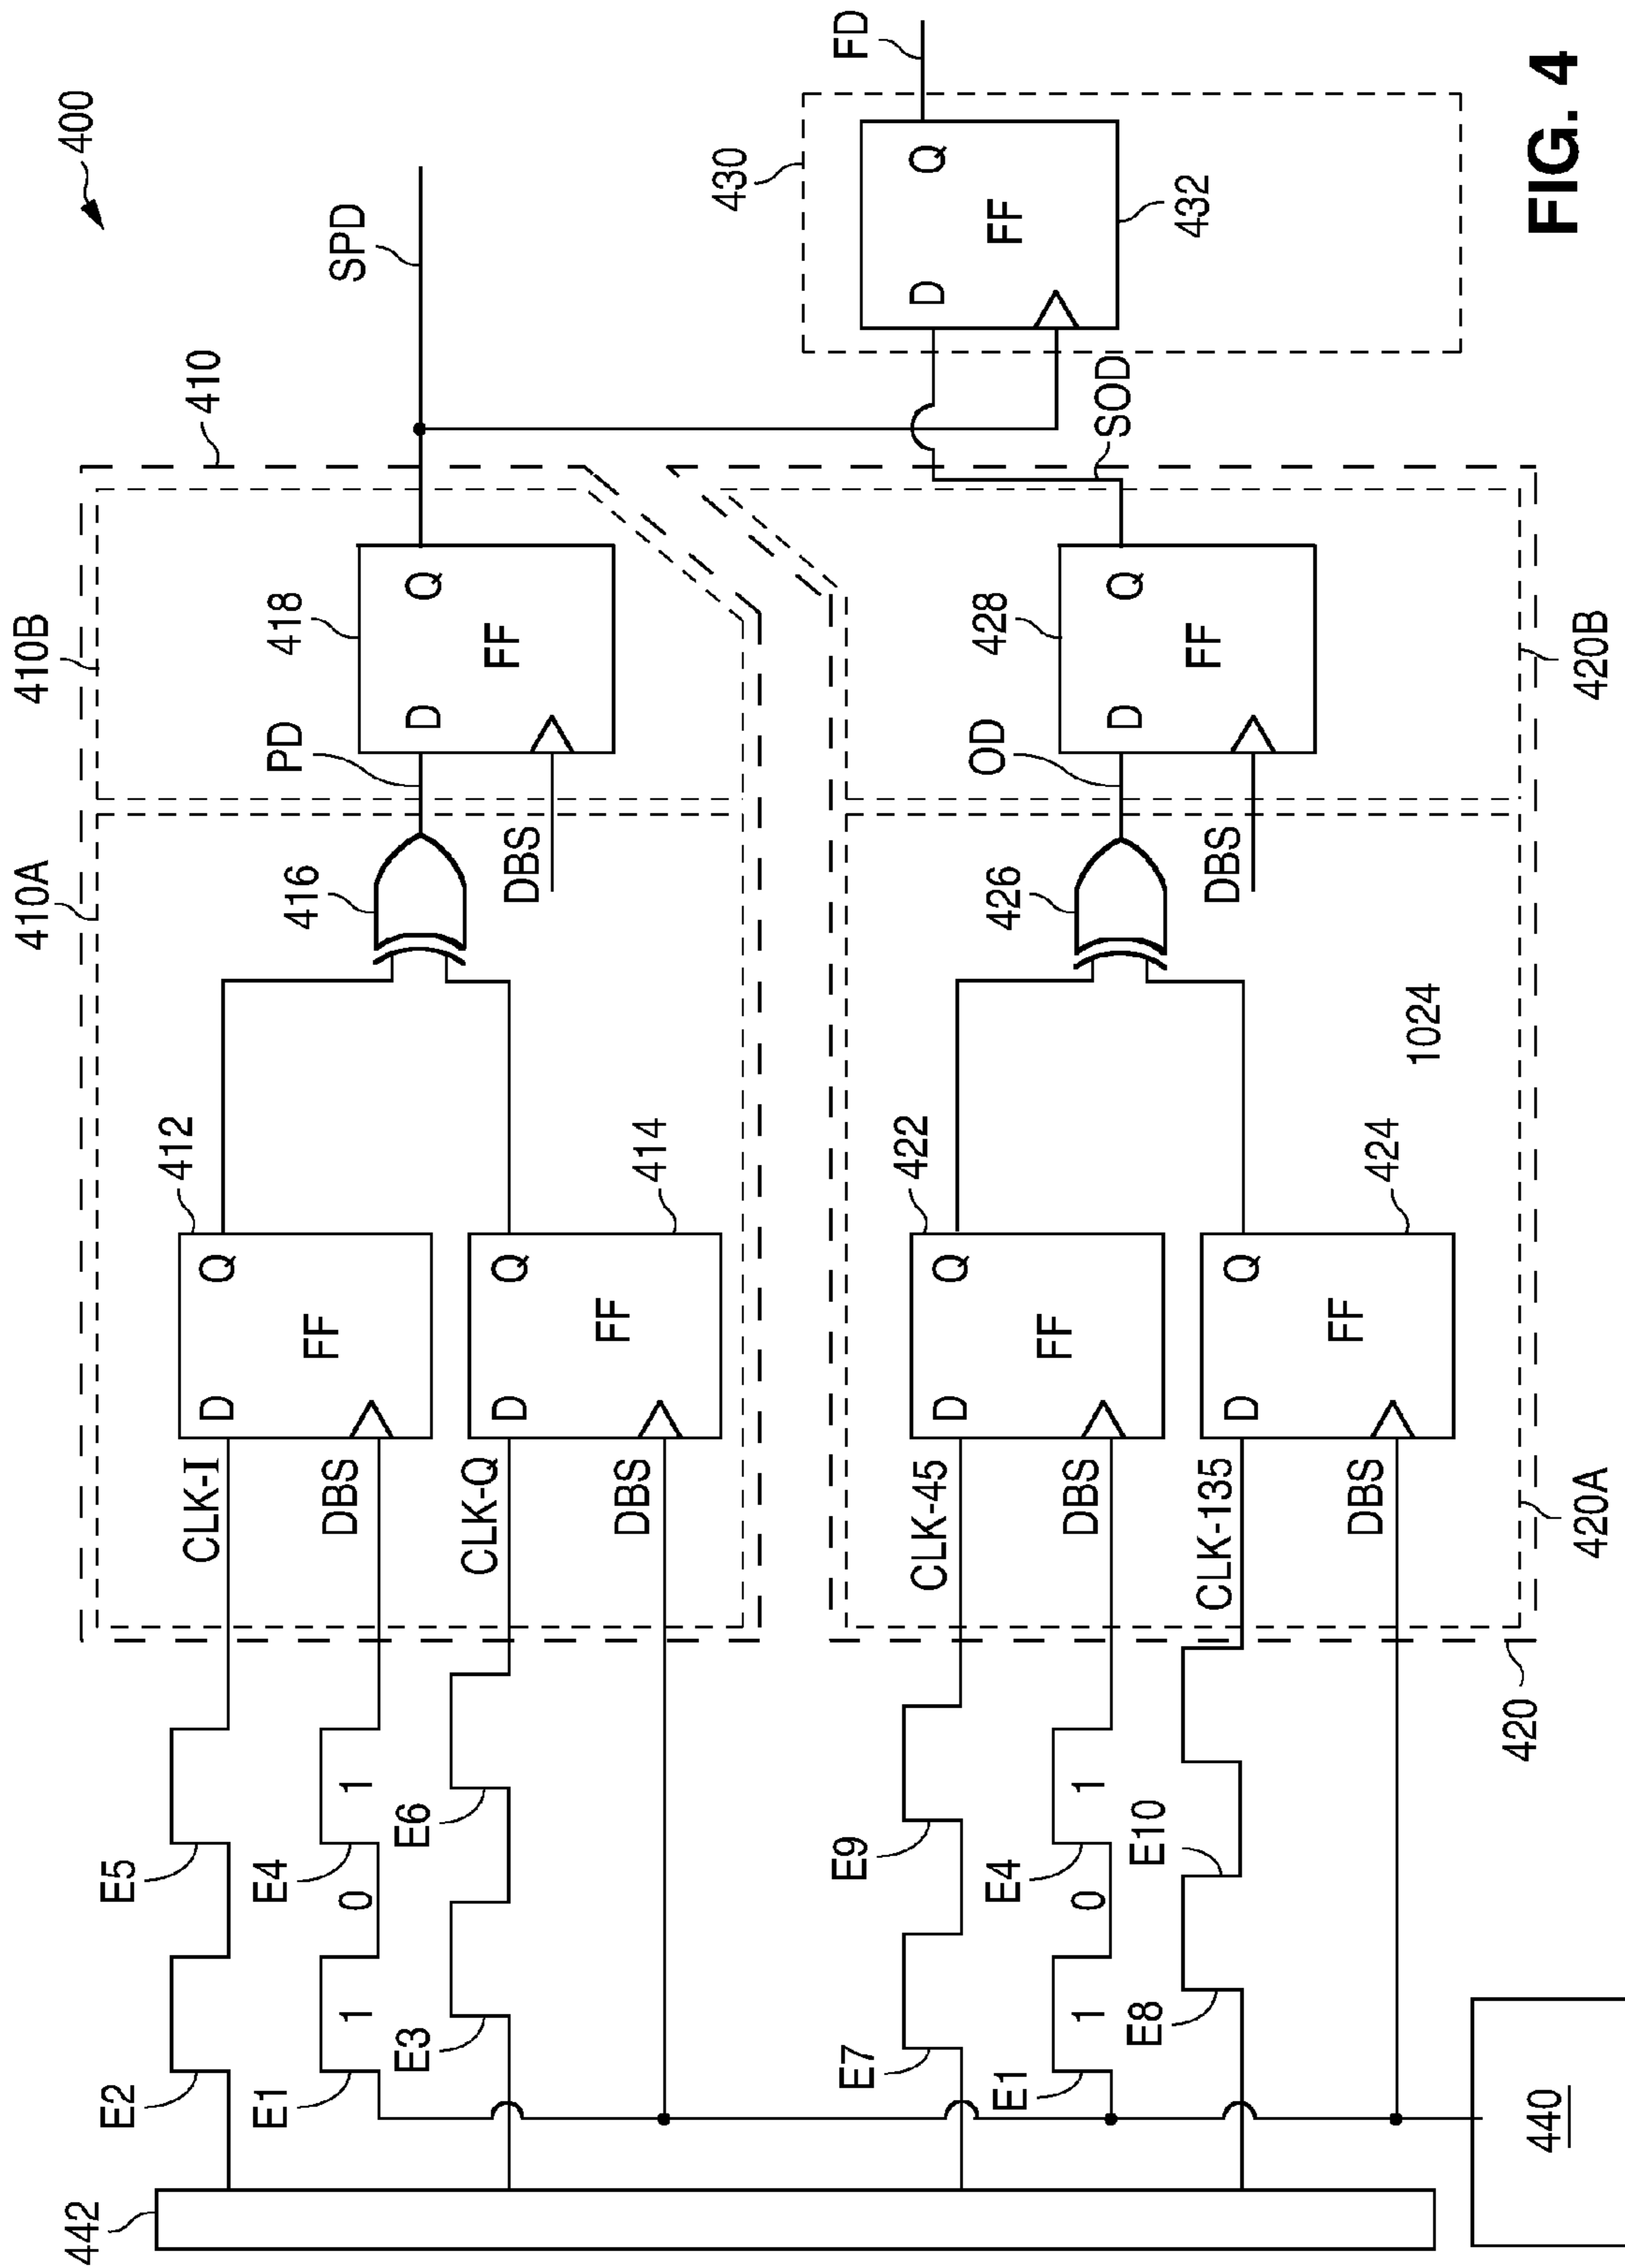 400
410
410A
410B
412
D
Q
FF
CLK-I
DBS
E2
E5
E1
1
0
E4
1
414
D
Q
FF
CLK-Q
DBS
E3
E6
416
PD
DBS
418
D
Q
FF
SPD
422
D
Q
FF
CLK-45
DBS
E7
E9
E1
1
0
E4
1
424
D
Q
FF
CLK-135
DBS
E8
E10
1024
426
OD
DBS
428
D
Q
FF
SOD
420
420A
420B
430
D
Q
FF
432
FD
442
440
FIG. 4